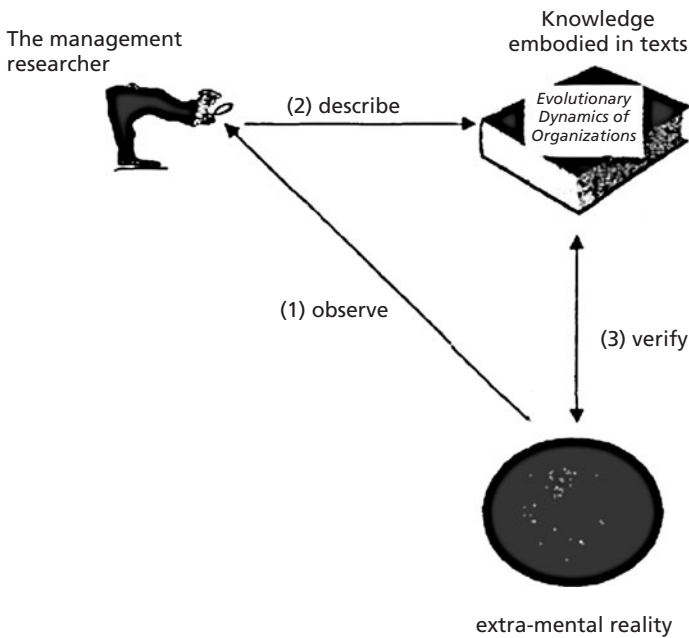 The management
researcher
Knowledge
embodied in texts
(2) describe
Evolutionary
Dynamics of
Organizations
(1) observe
(3) verify
extra-mental reality